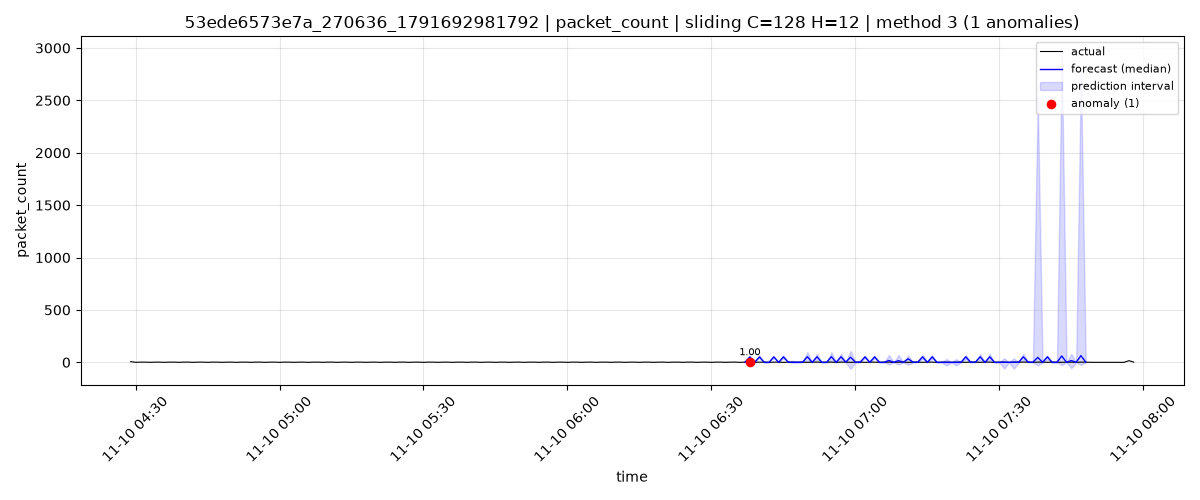 53ede6573e7a_270636_1791692981792 | packet_count | sliding C=128 H=12 | method 3 (1 anomalies)
actual
forecast (median)
prediction interval
anomaly (1)
packet_count
3000
2500
2000
1500
1000
500
0
1.00
11-10 04:30
11-10 05:00
11-10 05:30
11-10 06:00
11-10 06:30
11-10 07:00
11-10 07:30
11-10 08:00
time